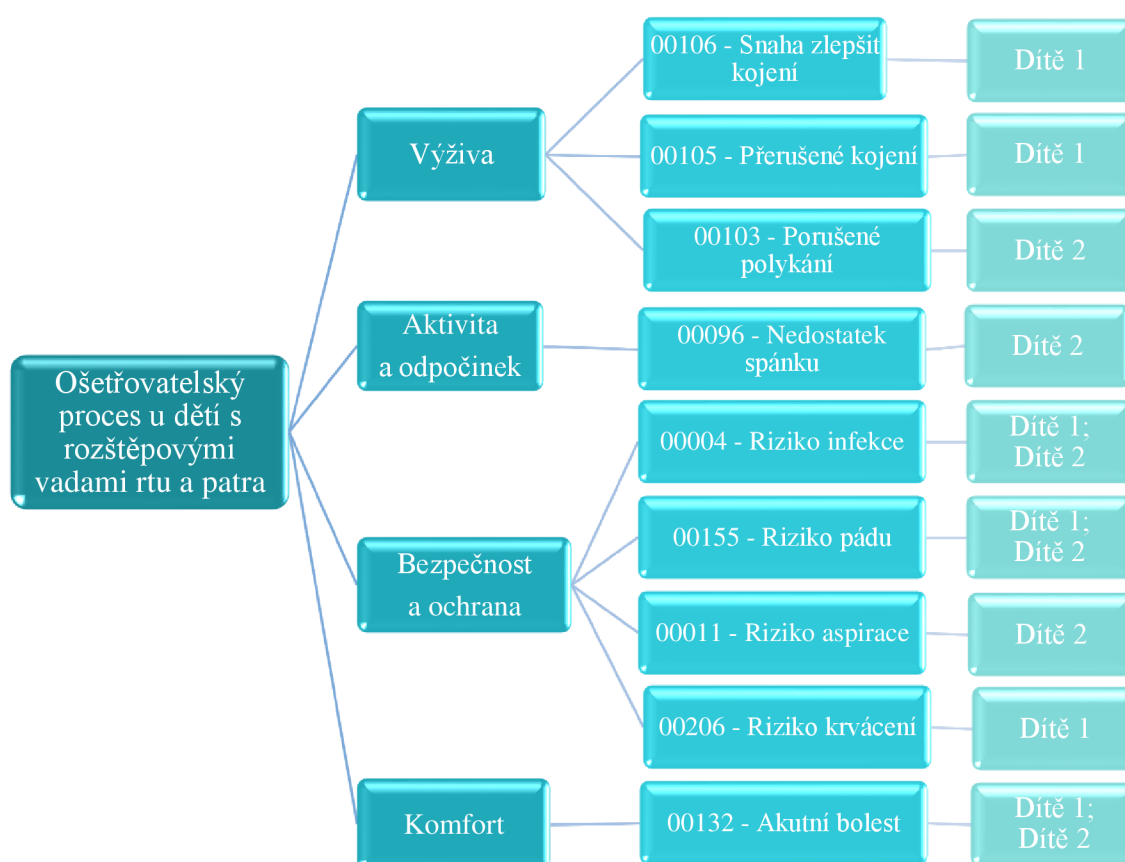 Ošetřovatelský
proces u dětí s
rozštěpovými
vadami rtu a patra
Výživa
00106 - Snaha zlepšit
kojení
Dítě 1
00105 - Přerušené kojení
Dítě 1
00103 - Porušené
polykání
Dítě 2
Aktivita
a odpočinek
00096 - Nedostatek
spánku
Dítě 2
Bezpečnost
a ochrana
00004 - Riziko infekce
Dítě 1;
Dítě 2
00155 - Riziko pádu
Dítě 1;
Dítě 2
00011 - Riziko aspirace
Dítě 2
00206 - Riziko krvácení
Dítě 1
Komfort
00132 - Akutní bolest
Dítě 1;
Dítě 2